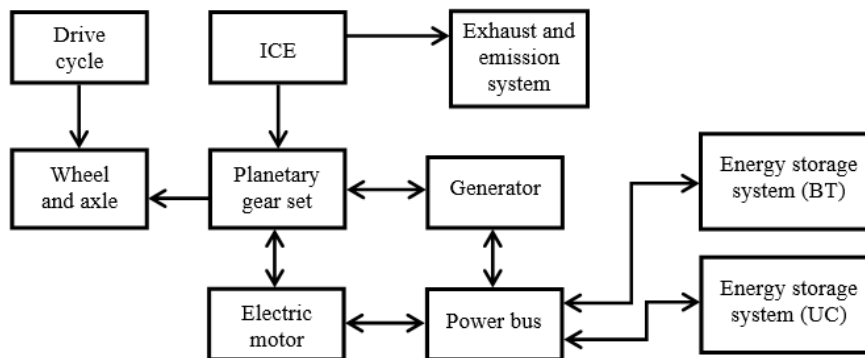 Drive
cycle
ICE
Exhaust and
emission
system
Wheel
and axle
Planetary
gear set
Generator
Energy storage
system (BT)
Electric
motor
Power bus
Energy storage
system (UC)